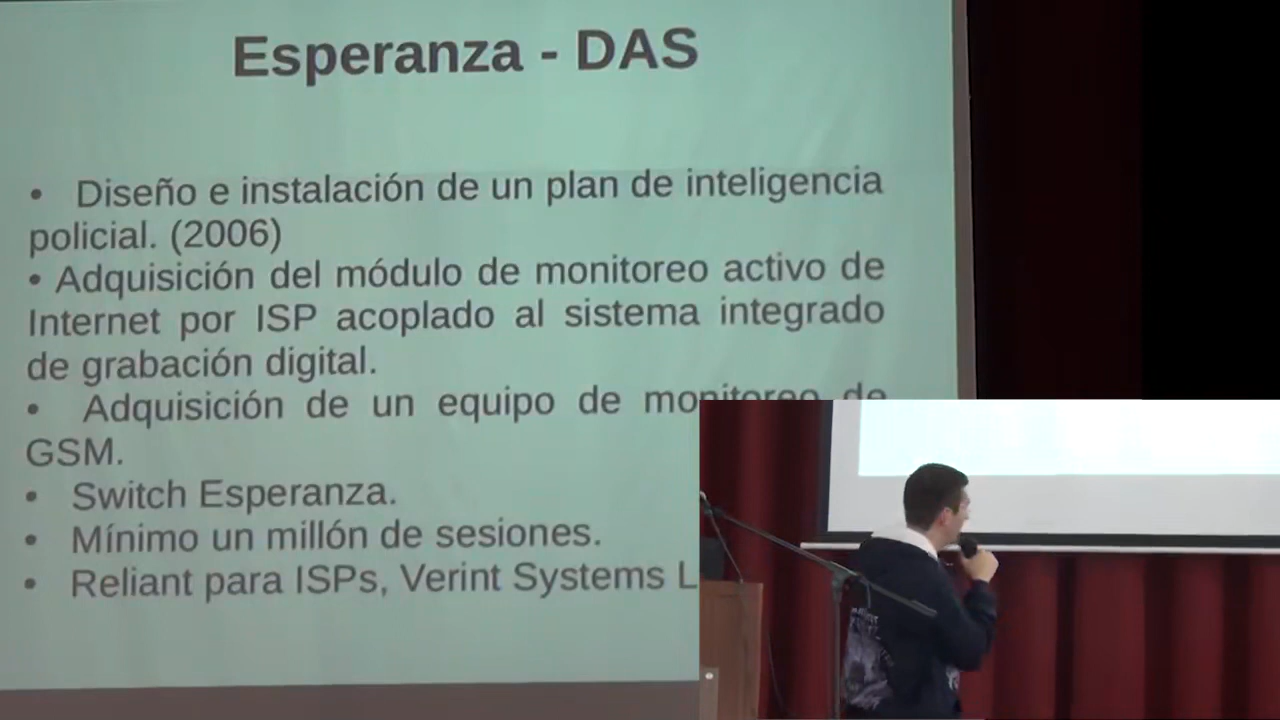 Esperanza - DAS
• Diseño e instalación de un plan de inteligencia
policial. (2006)
• Adquisición del módulo de monitoreo activo de
Internet por ISP acoplado al sistema integrado
de grabación digital.
• Adquisición de un equipo de monitoreo de
GSM.
• Switch Esperanza.
• Mínimo un millón de sesiones.
• Reliant para ISPs, Verint Systems L